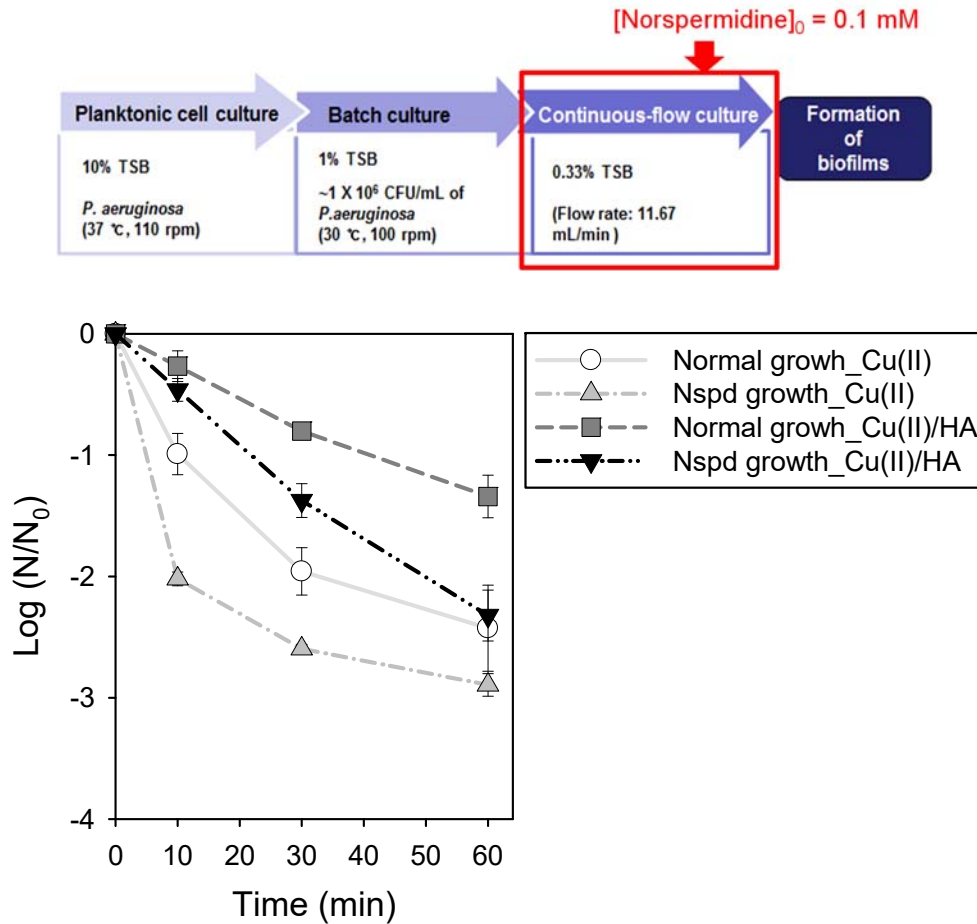 [Norspermidine]₀ = 0.1 mM
Planktonic cell culture
10% TSB
P. aeruginosa
(37 ℃, 110 rpm)
Batch culture
1% TSB
~1 X 10⁶ CFU/mL of
P.aeruginosa
(30 ℃, 100 rpm)
Continuous-flow culture
0.33% TSB
(Flow rate: 11.67
mL/min )
Formation
of
biofilms
Log (N/N₀)
0
-1
-2
-3
-4
0 10 20 30 40 50 60
Time (min)
Normal growh_Cu(II)
Nspd growth_Cu(II)
Normal growh_Cu(II)/HA
Nspd growth_Cu(II)/HA